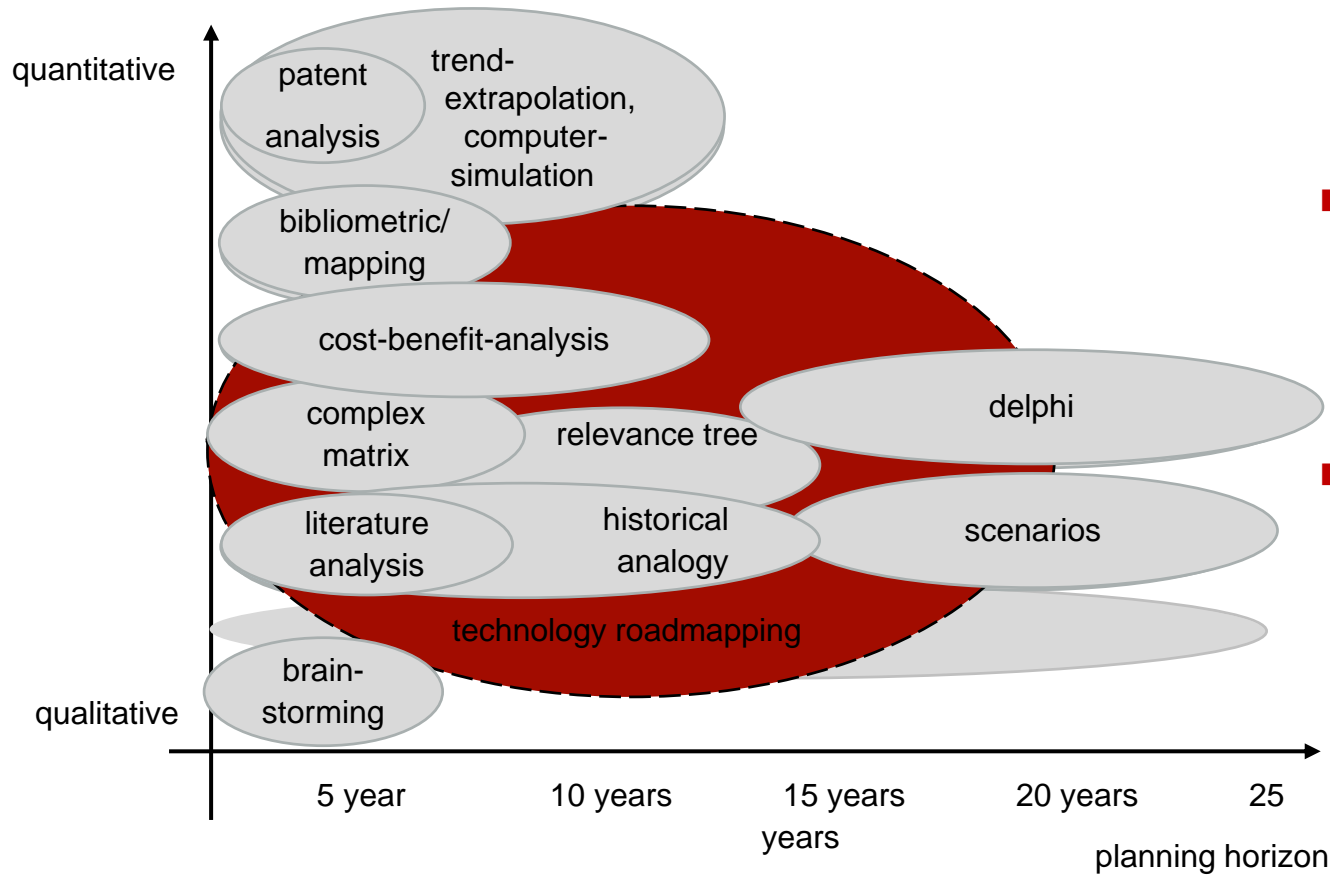 quantitative
patent
analysis
trend-
extrapolation,
computer-
simulation
bibliometric/
mapping
cost-benefit-analysis
complex
matrix
relevance tree
delphi
literature
analysis
historical
analogy
scenarios
technology roadmapping
brain-
storming
qualitative
5 year 10 years 15 years 20 years 25
years
planning horizon